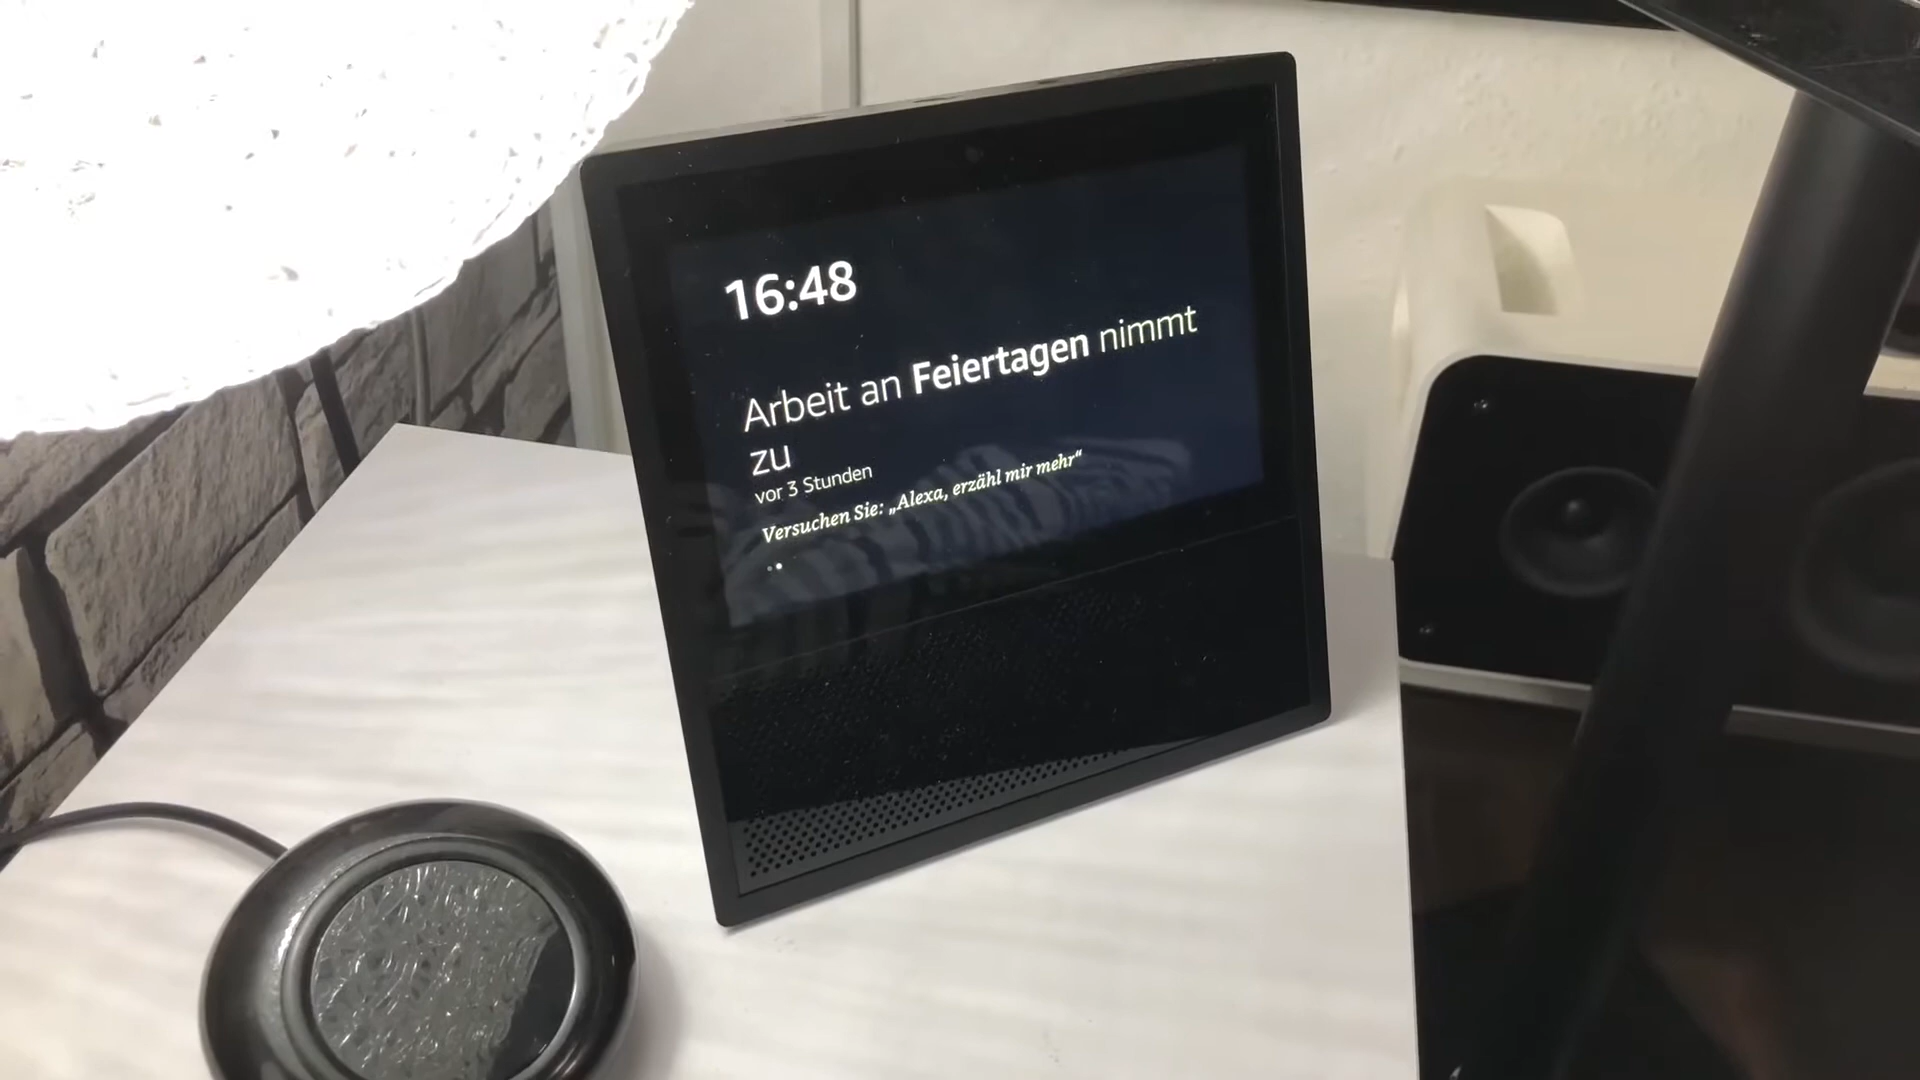 16:48
Arbeit an Feiertagen nimmt
zu
vor 3 Stunden
Versuchen Sie: „Alexa, erzähl mir mehr“